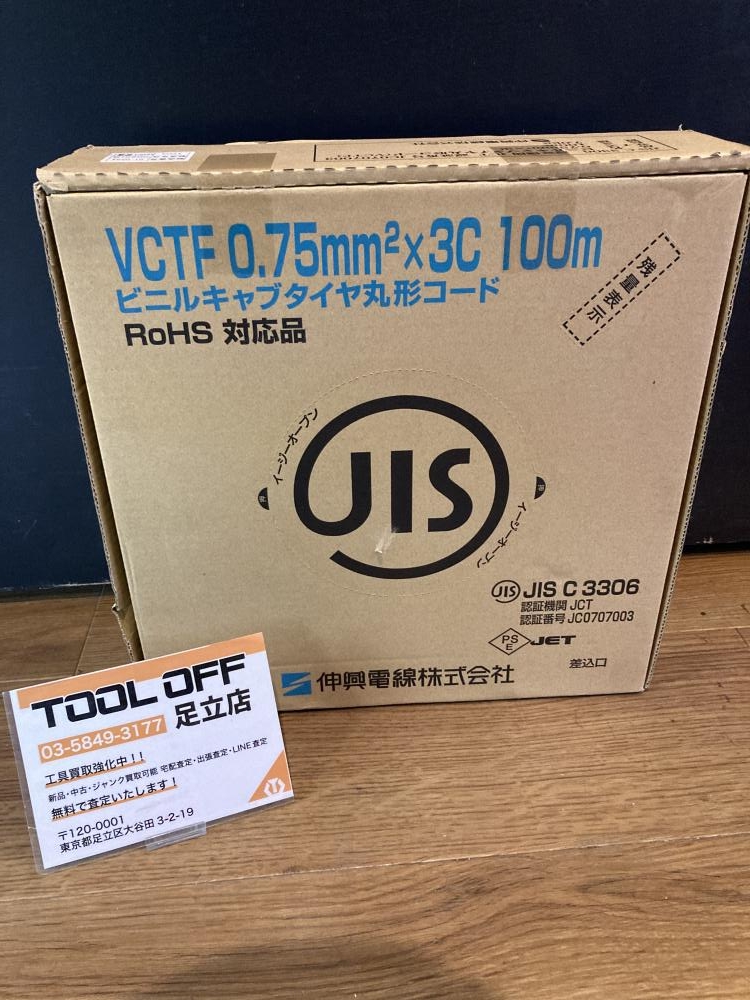 VCTF 0.75mm²×3C 100m
ビニルキャブタイヤ丸形コード
RoHS 対応品
残量表示
イージーオープン
押
JIS
押
イージーオープン
JIS JIS C 3306
認証機関 JCT
認証番号 JC0707003
PSE JET
差込口
伸興電線株式会社
TOOL OFF
足立店
03-5849-3177
工具買取強化中!!
新品・中古・ジャンク買取可能 宅配査定・出張査定・LINE査定
無料で査定いたします!
〒120-0001
東京都足立区大谷田 3-2-19